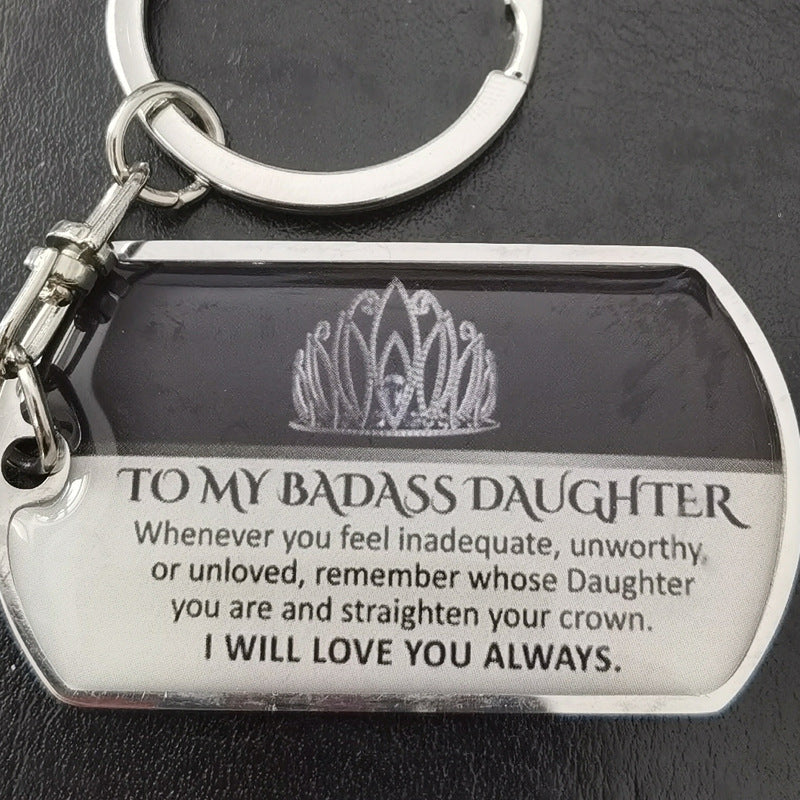 TO MY BADASS DAUGHTER
Whenever you feel inadequate, unworthy,
or unloved, remember whose Daughter
you are and straighten your crown.
I WILL LOVE YOU ALWAYS.